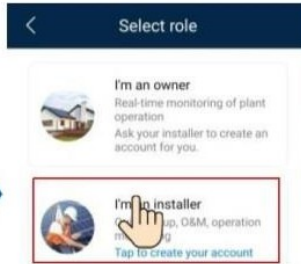 Select role
I'm an owner
Real-time monitoring of plant
operation
Ask your installer to create an
account for you.
I'm an installer
up, O&M, operation
Tap to create your account